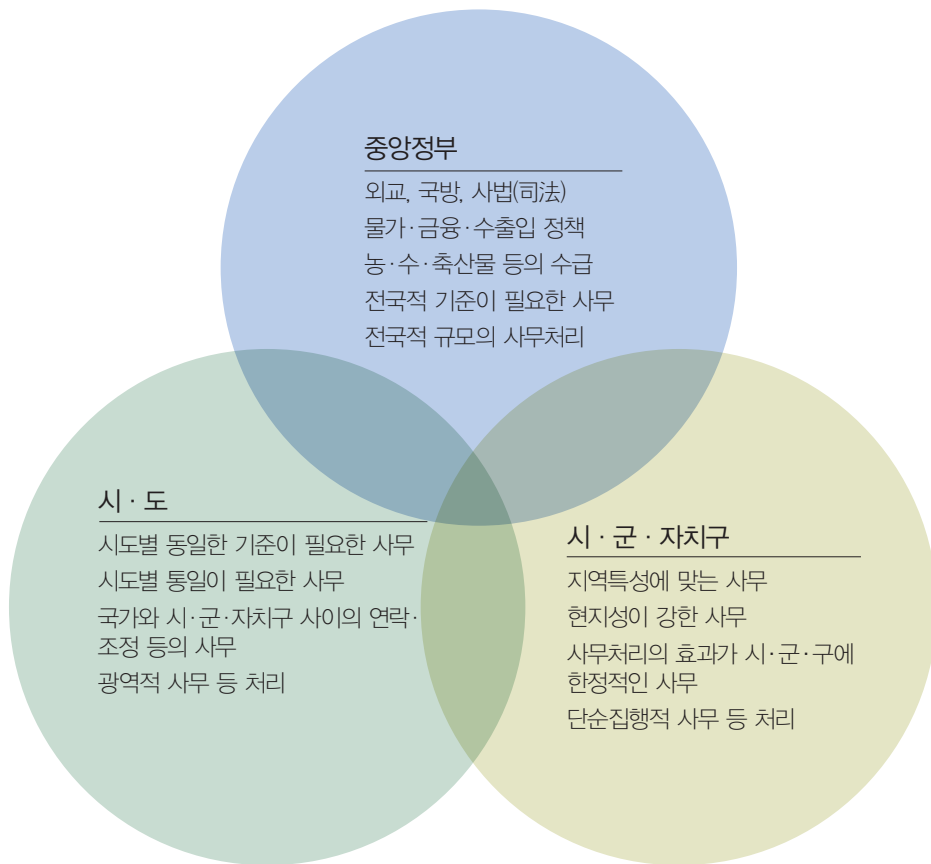 중앙정부
외교, 국방, 사법(司法)
물가·금융·수출입 정책
농·수·축산물 등의 수급
전국적 기준이 필요한 사무
전국적 규모의 사무처리
시·도
시도별 동일한 기준이 필요한 사무
시도별 통일이 필요한 사무
국가와 시·군·자치구 사이의 연락·
조정 등의 사무
광역적 사무 등 처리
시·군·자치구
지역특성에 맞는 사무
현지성이 강한 사무
사무처리의 효과가 시·군·구에
한정적인 사무
단순집행적 사무 등 처리